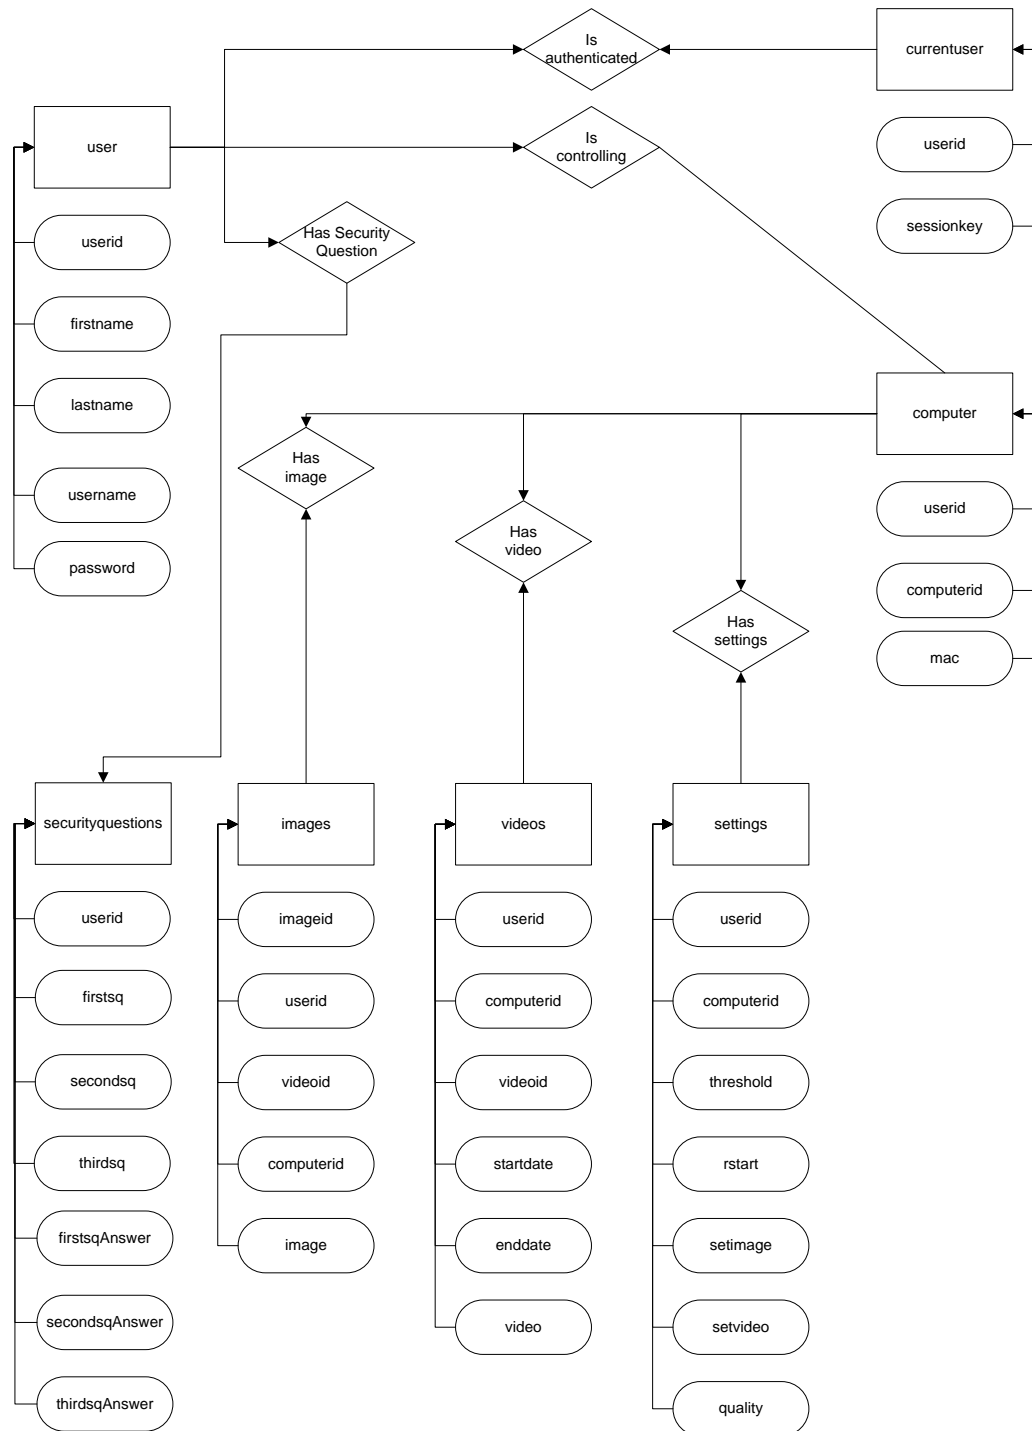 Is
authenticated
currentuser
user
Is
controlling
userid
sessionkey
userid
Has Security
Question
firstname
lastname
computer
Has
image
username
userid
password
Has
video
computerid
Has
settings
mac
securityquestions
images
videos
settings
userid
imageid
userid
userid
firstsq
userid
computerid
computerid
secondsq
videoid
videoid
threshold
thirdsq
computerid
startdate
rstart
firstsqAnswer
image
enddate
setimage
secondsqAnswer
video
setvideo
thirdsqAnswer
quality